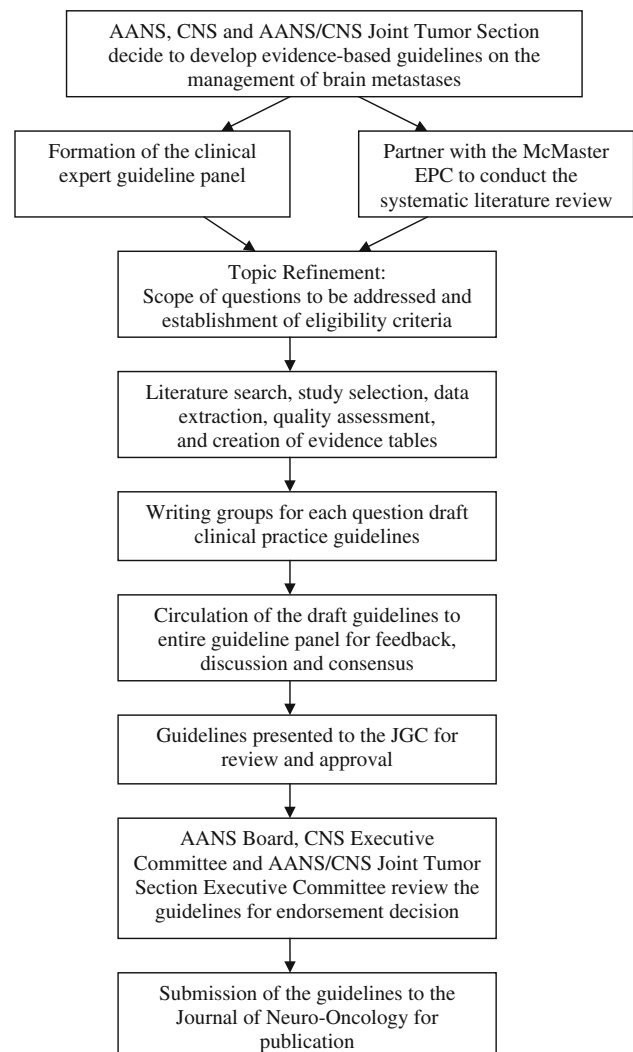 AANS, CNS and AANS/CNS Joint Tumor Section
decide to develop evidence-based guidelines on the
management of brain metastases
Formation of the clinical
expert guideline panel
Partner with the McMaster
EPC to conduct the
systematic literature review
Topic Refinement:
Scope of questions to be addressed and
establishment of eligibility criteria
Literature search, study selection, data
extraction, quality assessment,
and creation of evidence tables
Writing groups for each question draft
clinical practice guidelines
Circulation of the draft guidelines to
entire guideline panel for feedback,
discussion and consensus
Guidelines presented to the JGC for
review and approval
AANS Board, CNS Executive
Committee and AANS/CNS Joint Tumor
Section Executive Committee review the
guidelines for endorsement decision
Submission of the guidelines to the
Journal of Neuro-Oncology for
publication